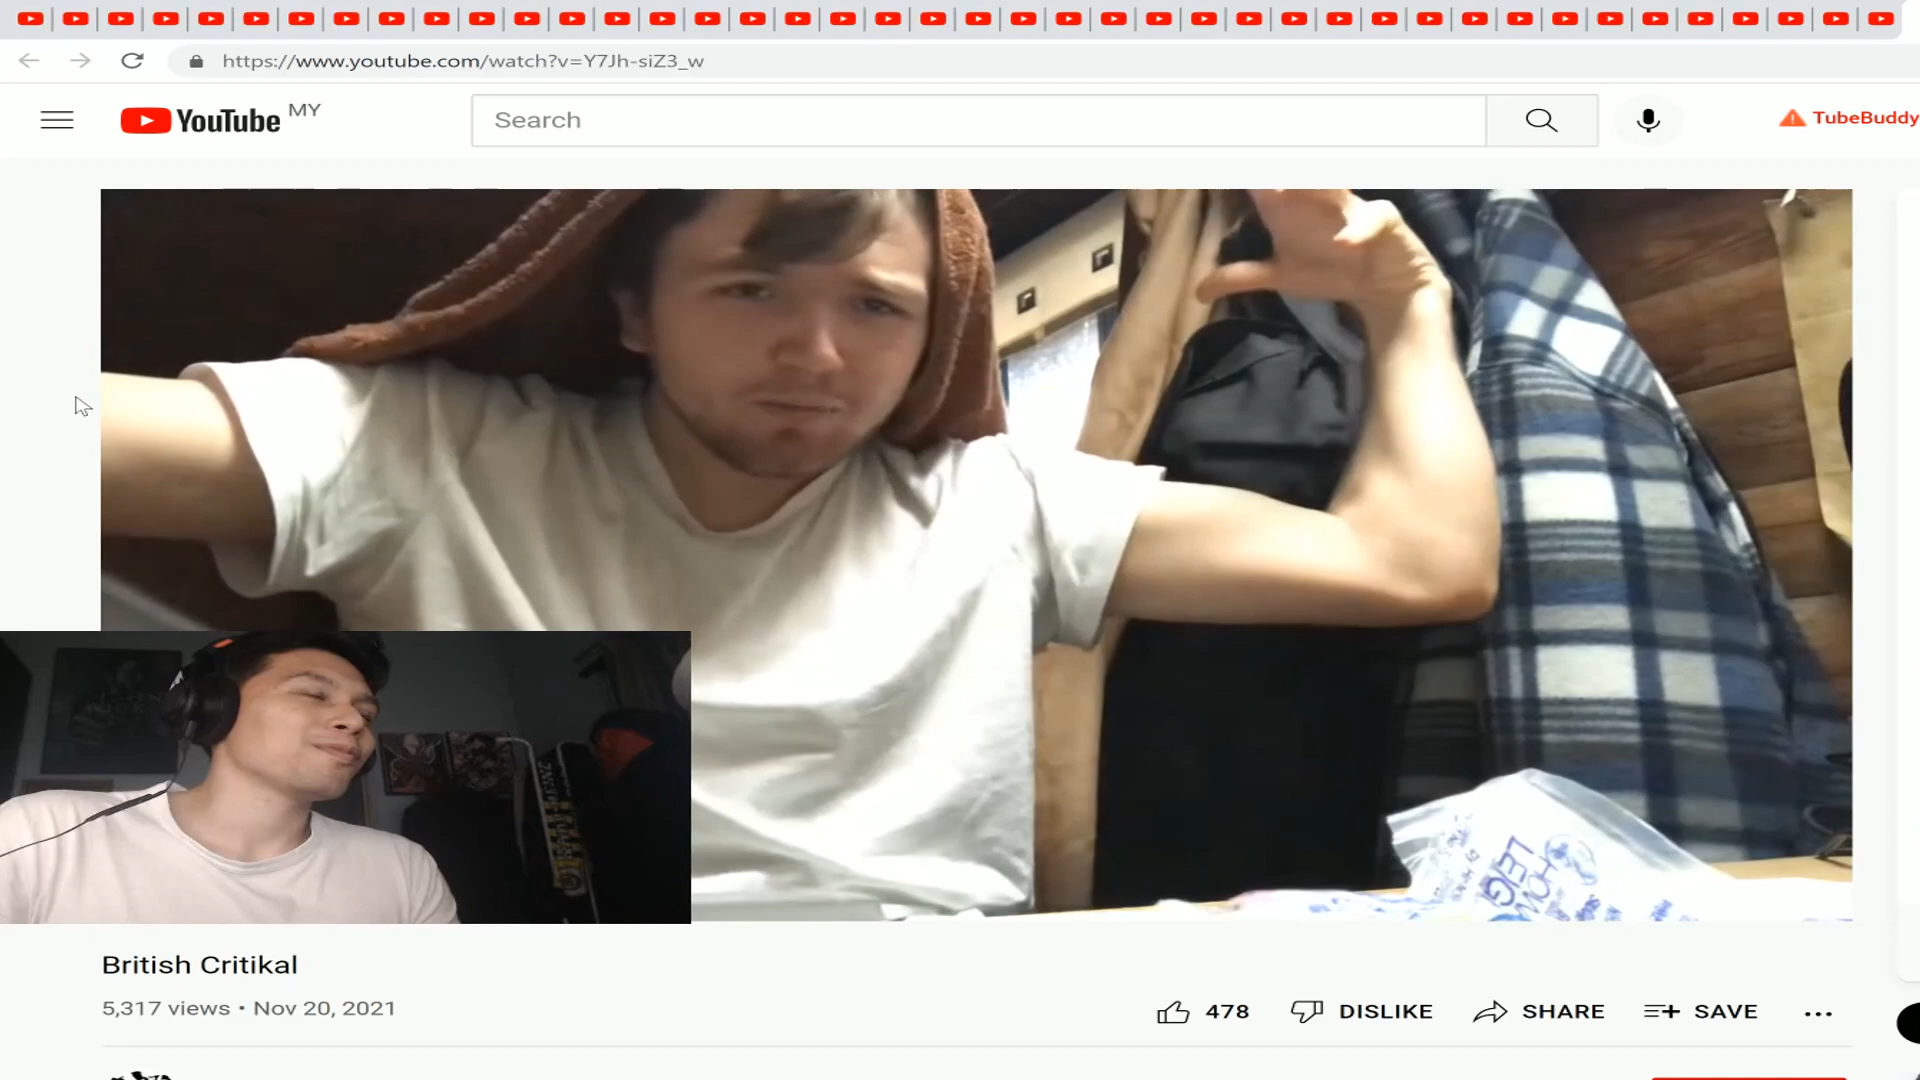 https://www.youtube.com/watch?v=Y7Jh-siZ3_w
YouTube MY
Search
TubeBuddy
British Critikal
5,317 views • Nov 20, 2021
478 DISLIKE SHARE SAVE